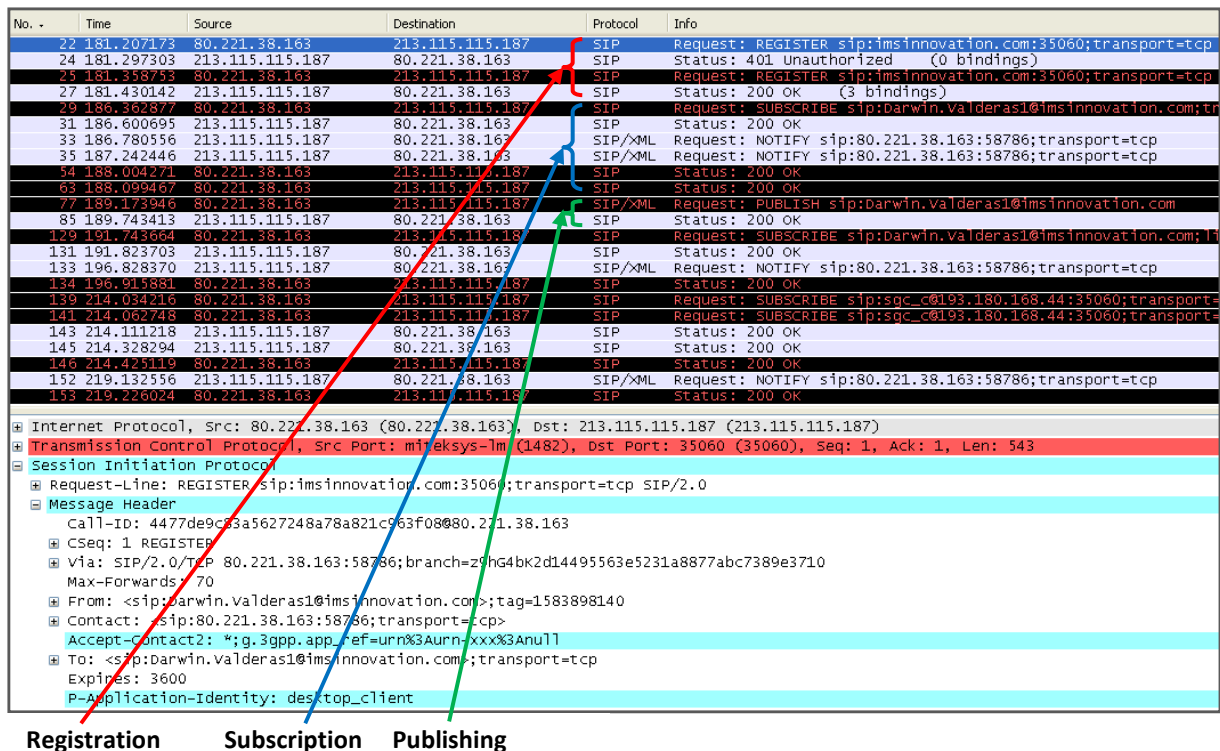 No. - Time Source Destination Protocol Info
22 181.207173 80.221.38.163 213.115.115.187 SIP Request: REGISTER sip:imsinnovation.com:35060;transport=tcp
24 181.297303 213.115.115.187 80.221.38.163 SIP Status: 401 Unauthorized (0 bindings)
25 181.358753 80.221.38.163 213.115.115.187 SIP Request: REGISTER sip:imsinnovation.com:35060;transport=tcp
27 181.430142 213.115.115.187 80.221.38.163 SIP Status: 200 OK (3 bindings)
29 186.362877 80.221.38.163 213.115.115.187 SIP Request: SUBSCRIBE sip:Darwin.Valderas1@imsinnovation.com;tr
31 186.600695 213.115.115.187 80.221.38.163 SIP Status: 200 OK
33 186.780556 213.115.115.187 80.221.38.163 SIP/XML Request: NOTIFY sip:80.221.38.163:58786;transport=tcp
35 187.242446 213.115.115.187 80.221.38.163 SIP/XML Request: NOTIFY sip:80.221.38.163:58786;transport=tcp
54 188.004271 80.221.38.163 213.115.115.187 SIP Status: 200 OK
63 188.099467 80.221.38.163 213.115.115.187 SIP Status: 200 OK
77 189.173946 80.221.38.163 213.115.115.187 SIP/XML Request: PUBLISH sip:Darwin.Valderas1@imsinnovation.com
85 189.743413 213.115.115.187 80.221.38.163 SIP Status: 200 OK
129 191.743664 80.221.38.163 213.115.115.187 SIP Request: SUBSCRIBE sip:Darwin.Valderas1@imsinnovation.com;li
131 191.823703 213.115.115.187 80.221.38.163 SIP Status: 200 OK
133 196.828370 213.115.115.187 80.221.38.163 SIP/XML Request: NOTIFY sip:80.221.38.163:58786;transport=tcp
134 196.915881 80.221.38.163 213.115.115.187 SIP Status: 200 OK
139 214.034216 80.221.38.163 213.115.115.187 SIP Request: SUBSCRIBE sip:sgc_c@193.180.168.44:35060;transport=
141 214.062748 80.221.38.163 213.115.115.187 SIP Request: SUBSCRIBE sip:sgc_c@193.180.168.44:35060;transport=
143 214.111218 213.115.115.187 80.221.38.163 SIP Status: 200 OK
145 214.328294 213.115.115.187 80.221.38.163 SIP Status: 200 OK
146 214.425119 80.221.38.163 213.115.115.187 SIP Status: 200 OK
152 219.132556 213.115.115.187 80.221.38.163 SIP/XML Request: NOTIFY sip:80.221.38.163:58786;transport=tcp
153 219.226024 80.221.38.163 213.115.115.187 SIP Status: 200 OK
Internet Protocol, Src: 80.221.38.163 (80.221.38.163), Dst: 213.115.115.187 (213.115.115.187)
Transmission Control Protocol, Src Port: miteksys-lm (1482), Dst Port: 35060 (35060), Seq: 1, Ack: 1, Len: 543
Session Initiation Protocol
Request-Line: REGISTER sip:imsinnovation.com:35060;transport=tcp SIP/2.0
Message Header
Call-ID: 4477de9c83a5627248a78a821c963f08@80.221.38.163
CSeq: 1 REGISTER
Via: SIP/2.0/TCP 80.221.38.163:58786;branch=z9hG4bK2d14495563e5231a8877abc7389e3710
Max-Forwards: 70
From: <sip:Darwin.Valderas1@imsinnovation.com>;tag=1583898140
Contact: <sip:80.221.38.163:58786;transport=tcp>
Accept-Contact2: *;g.3gpp.app_ref=urn%3Aurn-xxx%3Anull
To: <sip:Darwin.Valderas1@imsinnovation.com>;transport=tcp
Expires: 3600
P-Application-Identity: desktop_client
Registration Subscription Publishing